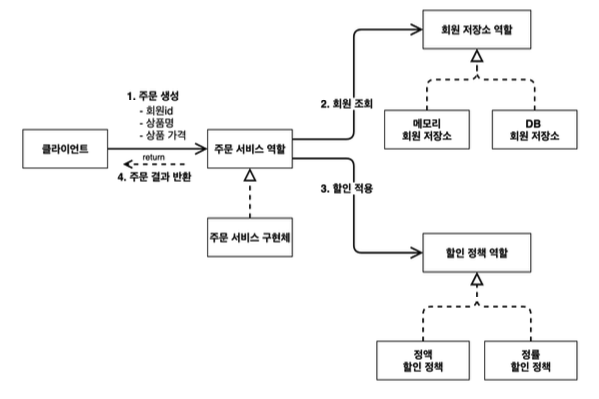 회원 저장소 역할
1. 주문 생성
- 회원id
- 상품명
- 상품 가격
2. 회원 조회
메모리
회원 저장소
DB
회원 저장소
클라이언트
return
주문 서비스 역할
4. 주문 결과 반환
3. 할인 적용
주문 서비스 구현체
할인 정책 역할
정액
할인 정책
정률
할인 정책